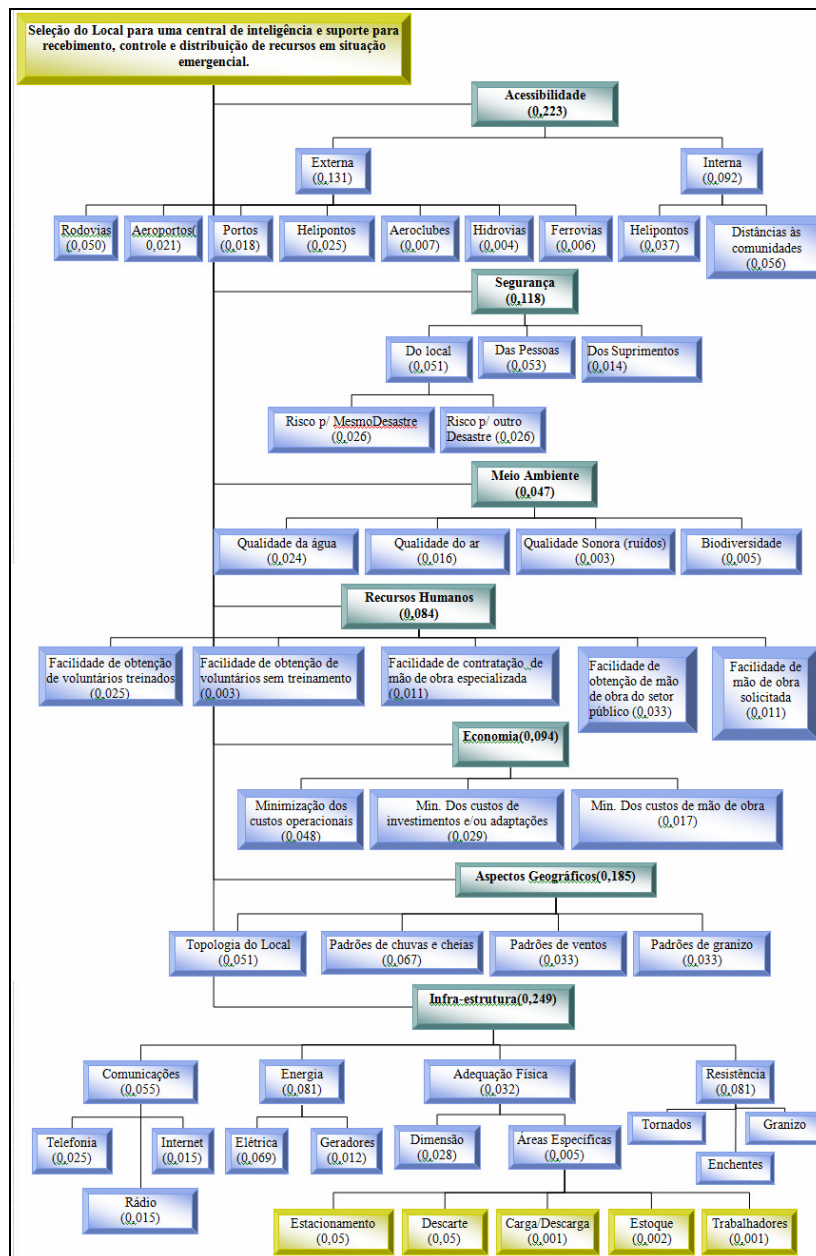 Seleção do Local para uma central de inteligência e suporte para
recebimento, controle e distribuição de recursos em situação
emergencial.
Acessibilidade
(0,223)
Externa
(0,131)
Interna
(0,092)
Rodovias
(0,050)
Aeroportos(
0,021)
Portos
(0,018)
Helipontos
(0,025)
Aeroclubes
(0,007)
Hidrovias
(0,004)
Ferrovias
(0,006)
Helipontos
(0,037)
Distâncias às
comunidades
(0,056)
Segurança
(0,118)
Do local
(0,051)
Das Pessoas
(0,053)
Dos Suprimentos
(0,014)
Risco p/ MesmoDesastre
(0,026)
Risco p/ outro
Desastre (0,026)
Meio Ambiente
(0,047)
Qualidade da água
(0,024)
Qualidade do ar
(0,016)
Qualidade Sonora (ruídos)
(0,003)
Biodiversidade
(0,005)
Recursos Humanos
(0,084)
Facilidade de obtenção
de voluntários treinados
(0,025)
Facilidade de obtenção de
voluntários sem treinamento
(0,003)
Facilidade de contratação de
mão de obra especializada
(0,011)
Facilidade de
obtenção de mão
de obra do setor
público (0,033)
Facilidade de
mão de obra
solicitada
(0,011)
Economia(0,094)
Minimização dos
custos operacionais
(0,048)
Min. Dos custos de
investimentos e/ou adaptações
(0,029)
Min. Dos custos de mão de obra
(0,017)
Aspectos Geográficos(0,185)
Topologia do Local
(0,051)
Padrões de chuvas e cheias
(0,067)
Padrões de ventos
(0,033)
Padrões de granizo
(0,033)
Infra-estrutura(0,249)
Comunicações
(0,055)
Energia
(0,081)
Adequação Física
(0,032)
Resistência
(0,081)
Telefonia
(0,025)
Internet
(0,015)
Rádio
(0,015)
Elétrica
(0,069)
Geradores
(0,012)
Dimensão
(0,028)
Áreas Específicas
(0,005)
Tornados
Granizo
Enchentes
Estacionamento
(0,05)
Descarte
(0,05)
Carga/Descarga
(0,001)
Estoque
(0,002)
Trabalhadores
(0,001)